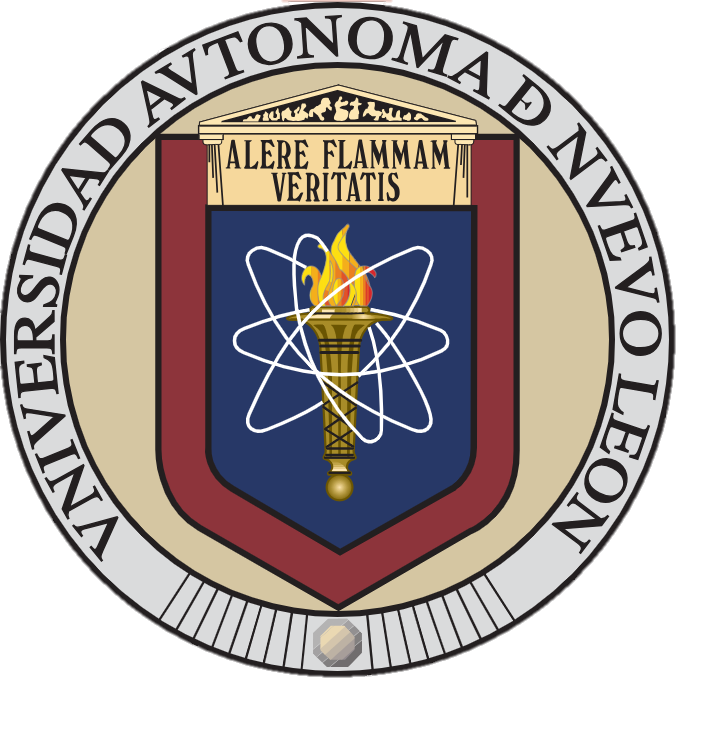 VNIVERSIDAD AVTONOMA Đ NVEVO LEON
ALERE FLAMMAM
VERITATIS